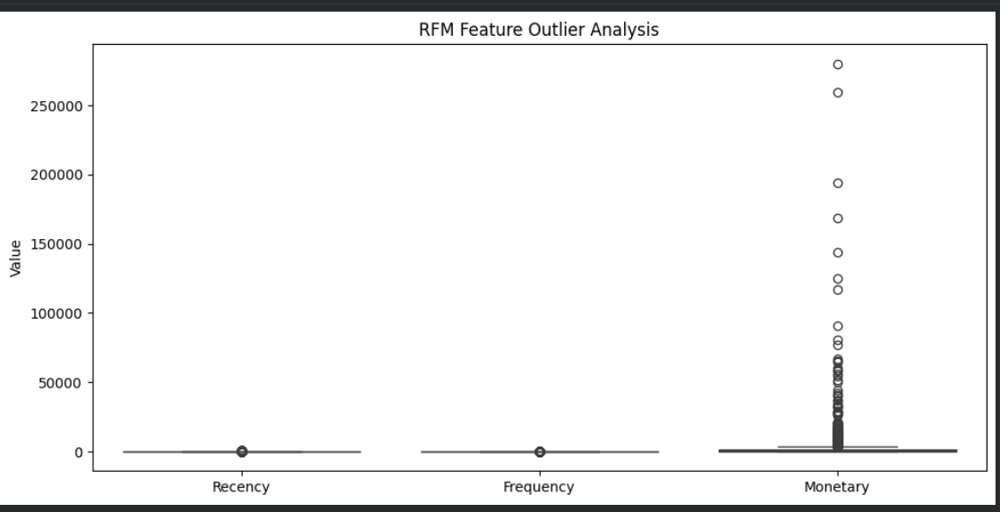 RFM Feature Outlier Analysis
250000
200000
150000
100000
50000
0
Value
Recency
Frequency
Monetary